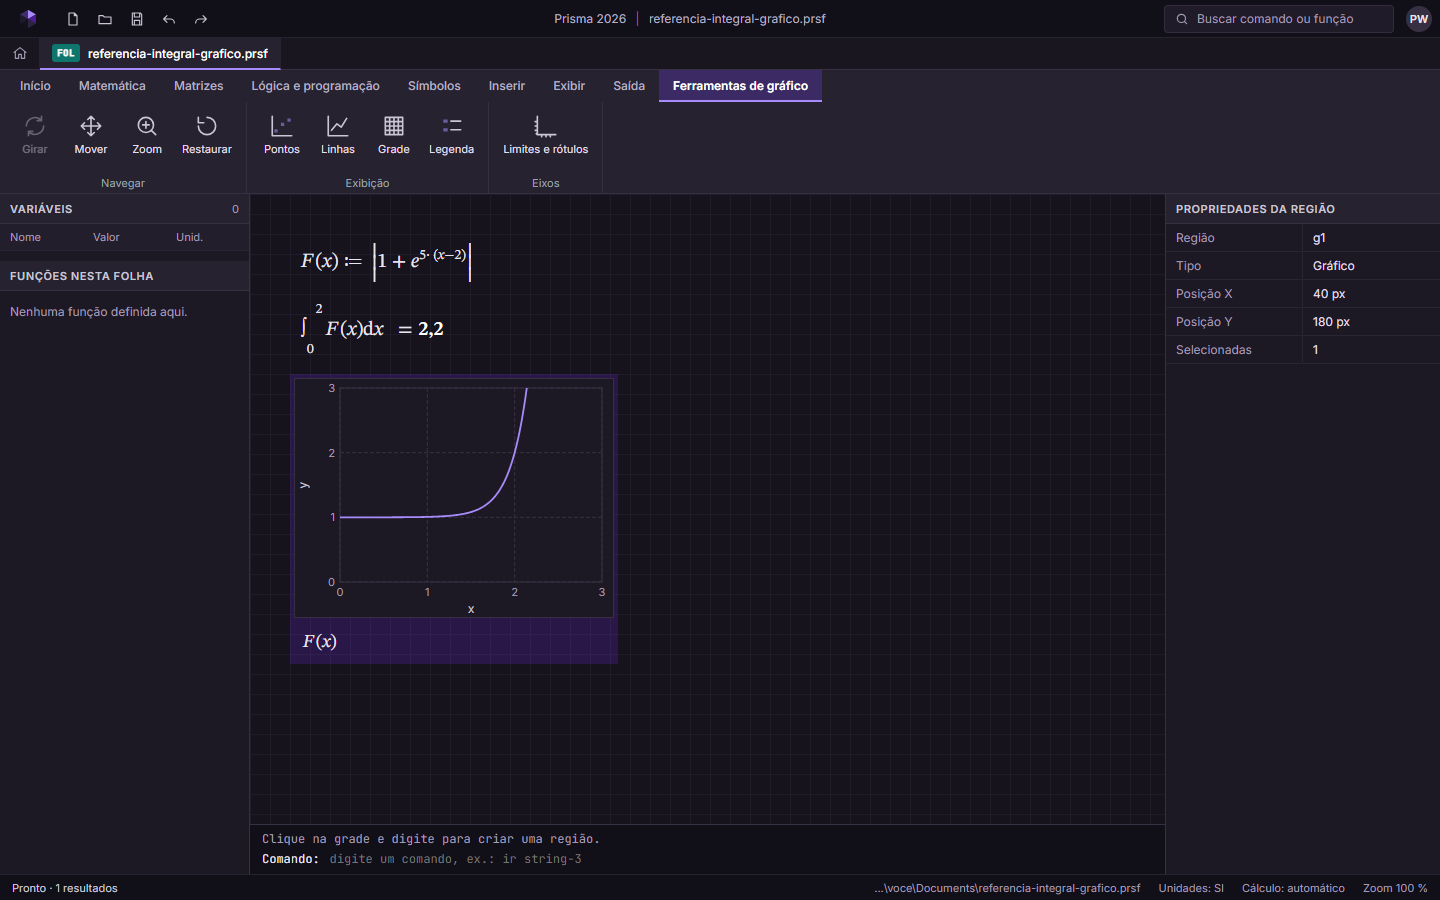 Prisma 2026 | referencia-integral-grafico.prsf
Buscar comando ou função
PW
FOL referencia-integral-grafico.prsf
Início Matemática Matrizes Lógica e programação Símbolos Inserir Exibir Saída Ferramentas de gráfico
Girar Mover Zoom Restaurar Pontos Linhas Grade Legenda Limites e rótulos
Navegar Exibição Eixos
VARIÁVEIS 0
Nome Valor Unid.
FUNÇÕES NESTA FOLHA
Nenhuma função definida aqui.
F(x) := |1 + e^5·(x−2)|
2
∫ F(x)dx = 2,2
0
3
2
y
1
0
0 1 2 3
x
F(x)
PROPRIEDADES DA REGIÃO
Região g1
Tipo Gráfico
Posição X 40 px
Posição Y 180 px
Selecionadas 1
Clique na grade e digite para criar uma região.
Comando: digite um comando, ex.: ir string-3
Pronto · 1 resultados
...\voce\Documents\referencia-integral-grafico.prsf Unidades: SI Cálculo: automático Zoom 100 %